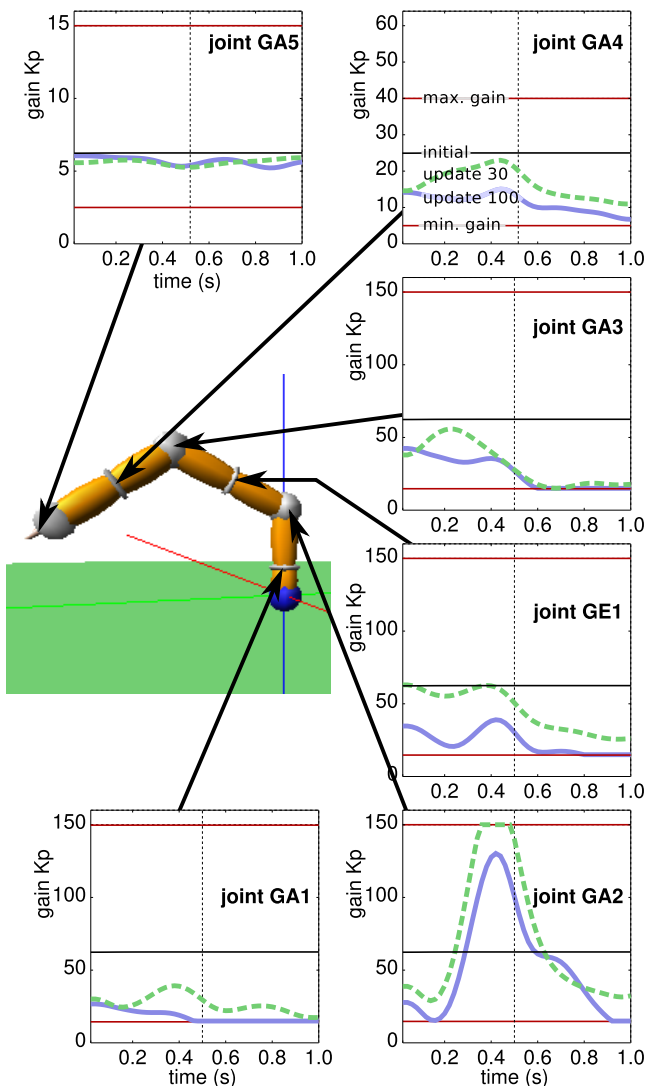 joint GA5
gain Kp
15
10
5
0
0.2 0.4 0.6 0.8 1.0
time (s)
joint GA4
gain Kp
60
50
40
30
20
10
0
max. gain
initial
update 30
update 100
min. gain
0.2 0.4 0.6 0.8 1.0
joint GA3
gain Kp
150
100
50
0
0.2 0.4 0.6 0.8 1.0
joint GE1
gain Kp
150
100
50
0
0.2 0.4 0.6 0.8 1.0
joint GA1
gain Kp
150
100
50
0
0.2 0.4 0.6 0.8 1.0
time (s)
joint GA2
gain Kp
150
100
50
0
0.2 0.4 0.6 0.8 1.0
time (s)